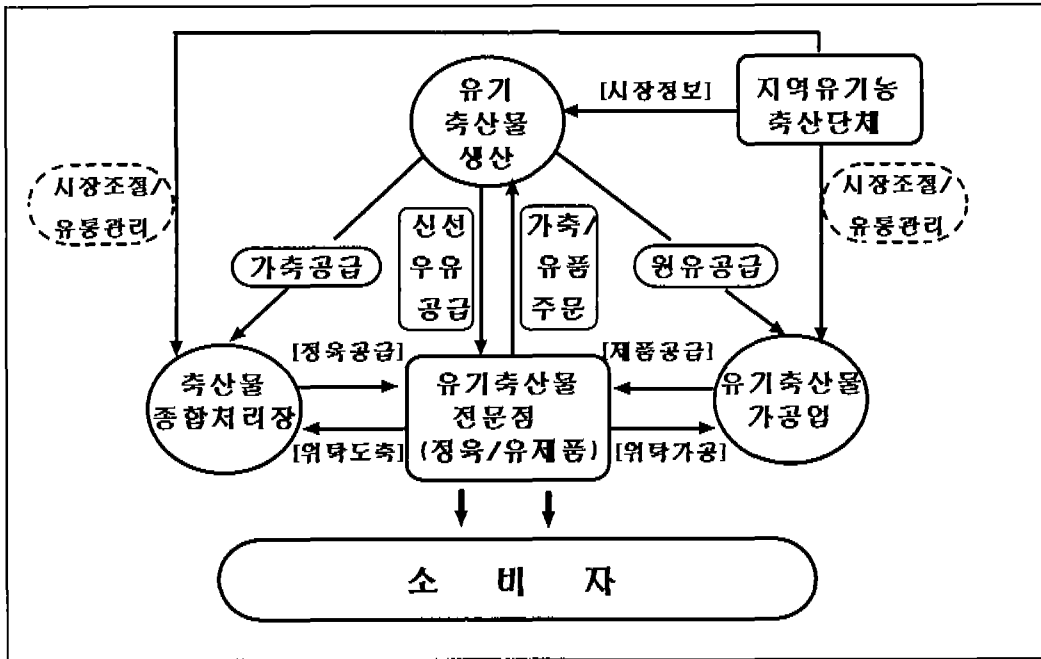 유기
축산물
생산
[시장정보]
지역유기농
축산단체
시장조절/
유통관리
시장조절/
유통관리
가축공급
신선
우유
공급
가축/
유품
주문
원유공급
[정육공급]
[제품공급]
축산물
종합처리장
유기축산물
전문점
(정육/유제품)
유기축산물
가공업
[위탁도축]
[위탁가공]
소 비 자